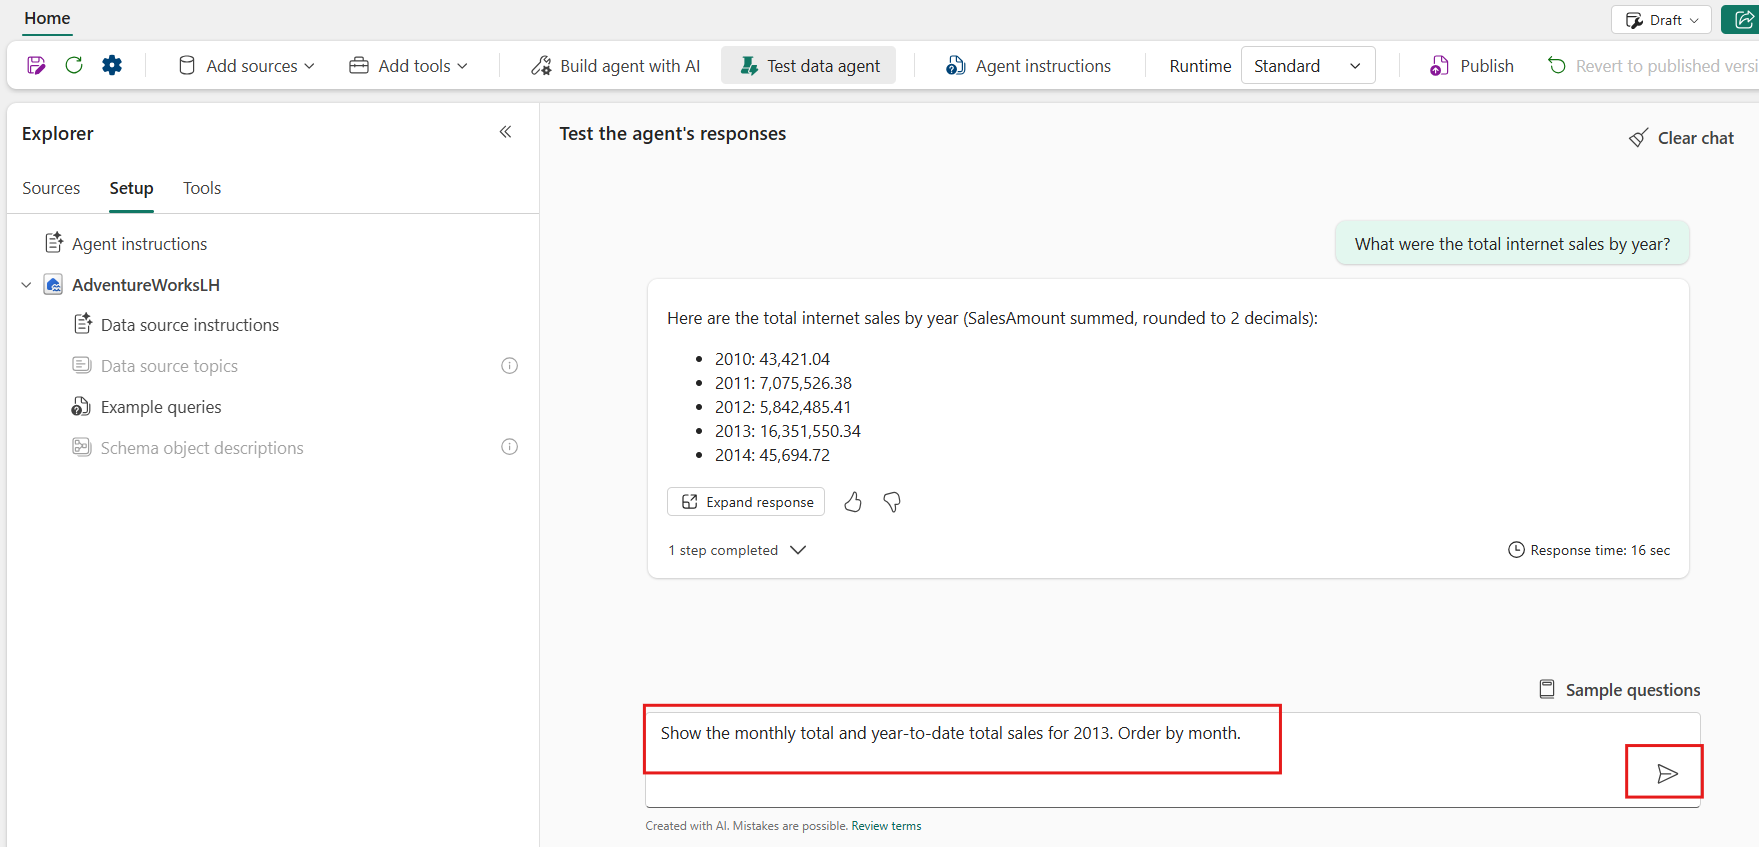 Home
Draft
Add sources
Add tools
Build agent with AI
Test data agent
Agent instructions
Runtime
Standard
Publish
Revert to published versi
Explorer
Sources
Setup
Tools
Agent instructions
AdventureWorksLH
Data source instructions
Data source topics
Example queries
Schema object descriptions
Test the agent's responses
Clear chat
What were the total internet sales by year?
Here are the total internet sales by year (SalesAmount summed, rounded to 2 decimals):
• 2010: 43,421.04
• 2011: 7,075,526.38
• 2012: 5,842,485.41
• 2013: 16,351,550.34
• 2014: 45,694.72
Expand response
1 step completed
Response time: 16 sec
Sample questions
Show the monthly total and year-to-date total sales for 2013. Order by month.
Created with AI. Mistakes are possible. Review terms